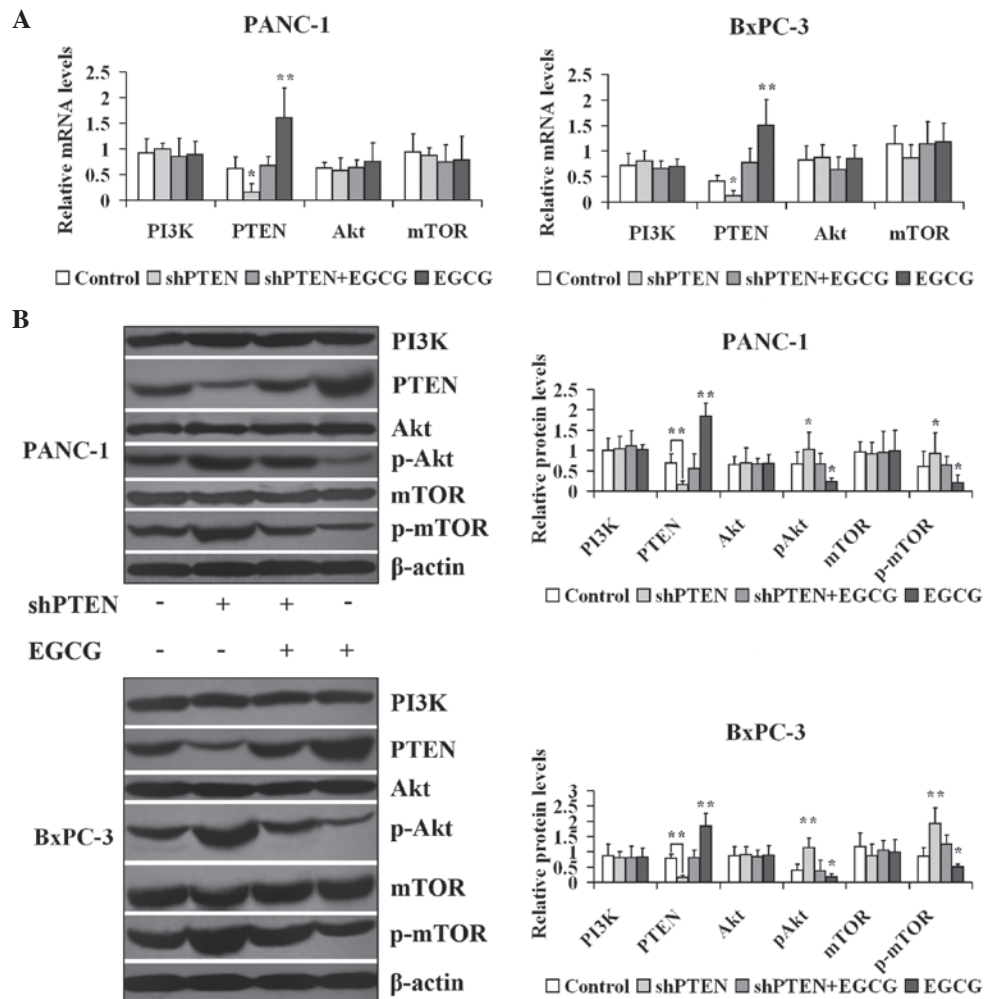 A
PANC-1
Relative mRNA levels
2.5
2
1.5
1
0.5
0
**
*
PI3K PTEN Akt mTOR
Control shPTEN shPTEN+EGCG EGCG
BxPC-3
Relative mRNA levels
2.5
2
1.5
1
0.5
0
**
*
PI3K PTEN Akt mTOR
Control shPTEN shPTEN+EGCG EGCG
B
PANC-1
PI3K
PTEN
Akt
p-Akt
mTOR
p-mTOR
β-actin
shPTEN - + + -
EGCG - - + +
BxPC-3
PI3K
PTEN
Akt
p-Akt
mTOR
p-mTOR
β-actin
PANC-1
Relative protein levels
2.5
2
1.5
1
0.5
0
** ** * * * *
PI3K PTEN Akt pAkt mTOR p-mTOR
Control shPTEN shPTEN+EGCG EGCG
BxPC-3
Relative protein levels
3
2.5
2
1.5
1
0.5
0
** ** ** * ** *
PI3K PTEN Akt pAkt mTOR p-mTOR
Control shPTEN shPTEN+EGCG EGCG